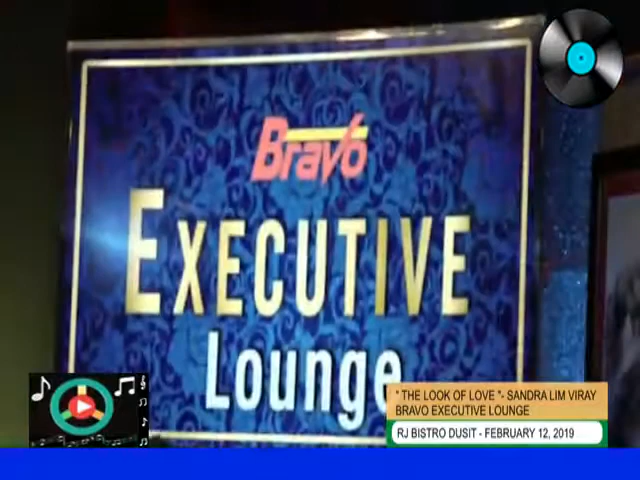 Bravo
EXECUTIVE
Lounge
" THE LOOK OF LOVE "- SANDRA LIM VIRAY
BRAVO EXECUTIVE LOUNGE
RJ BISTRO DUSIT - FEBRUARY 12, 2019